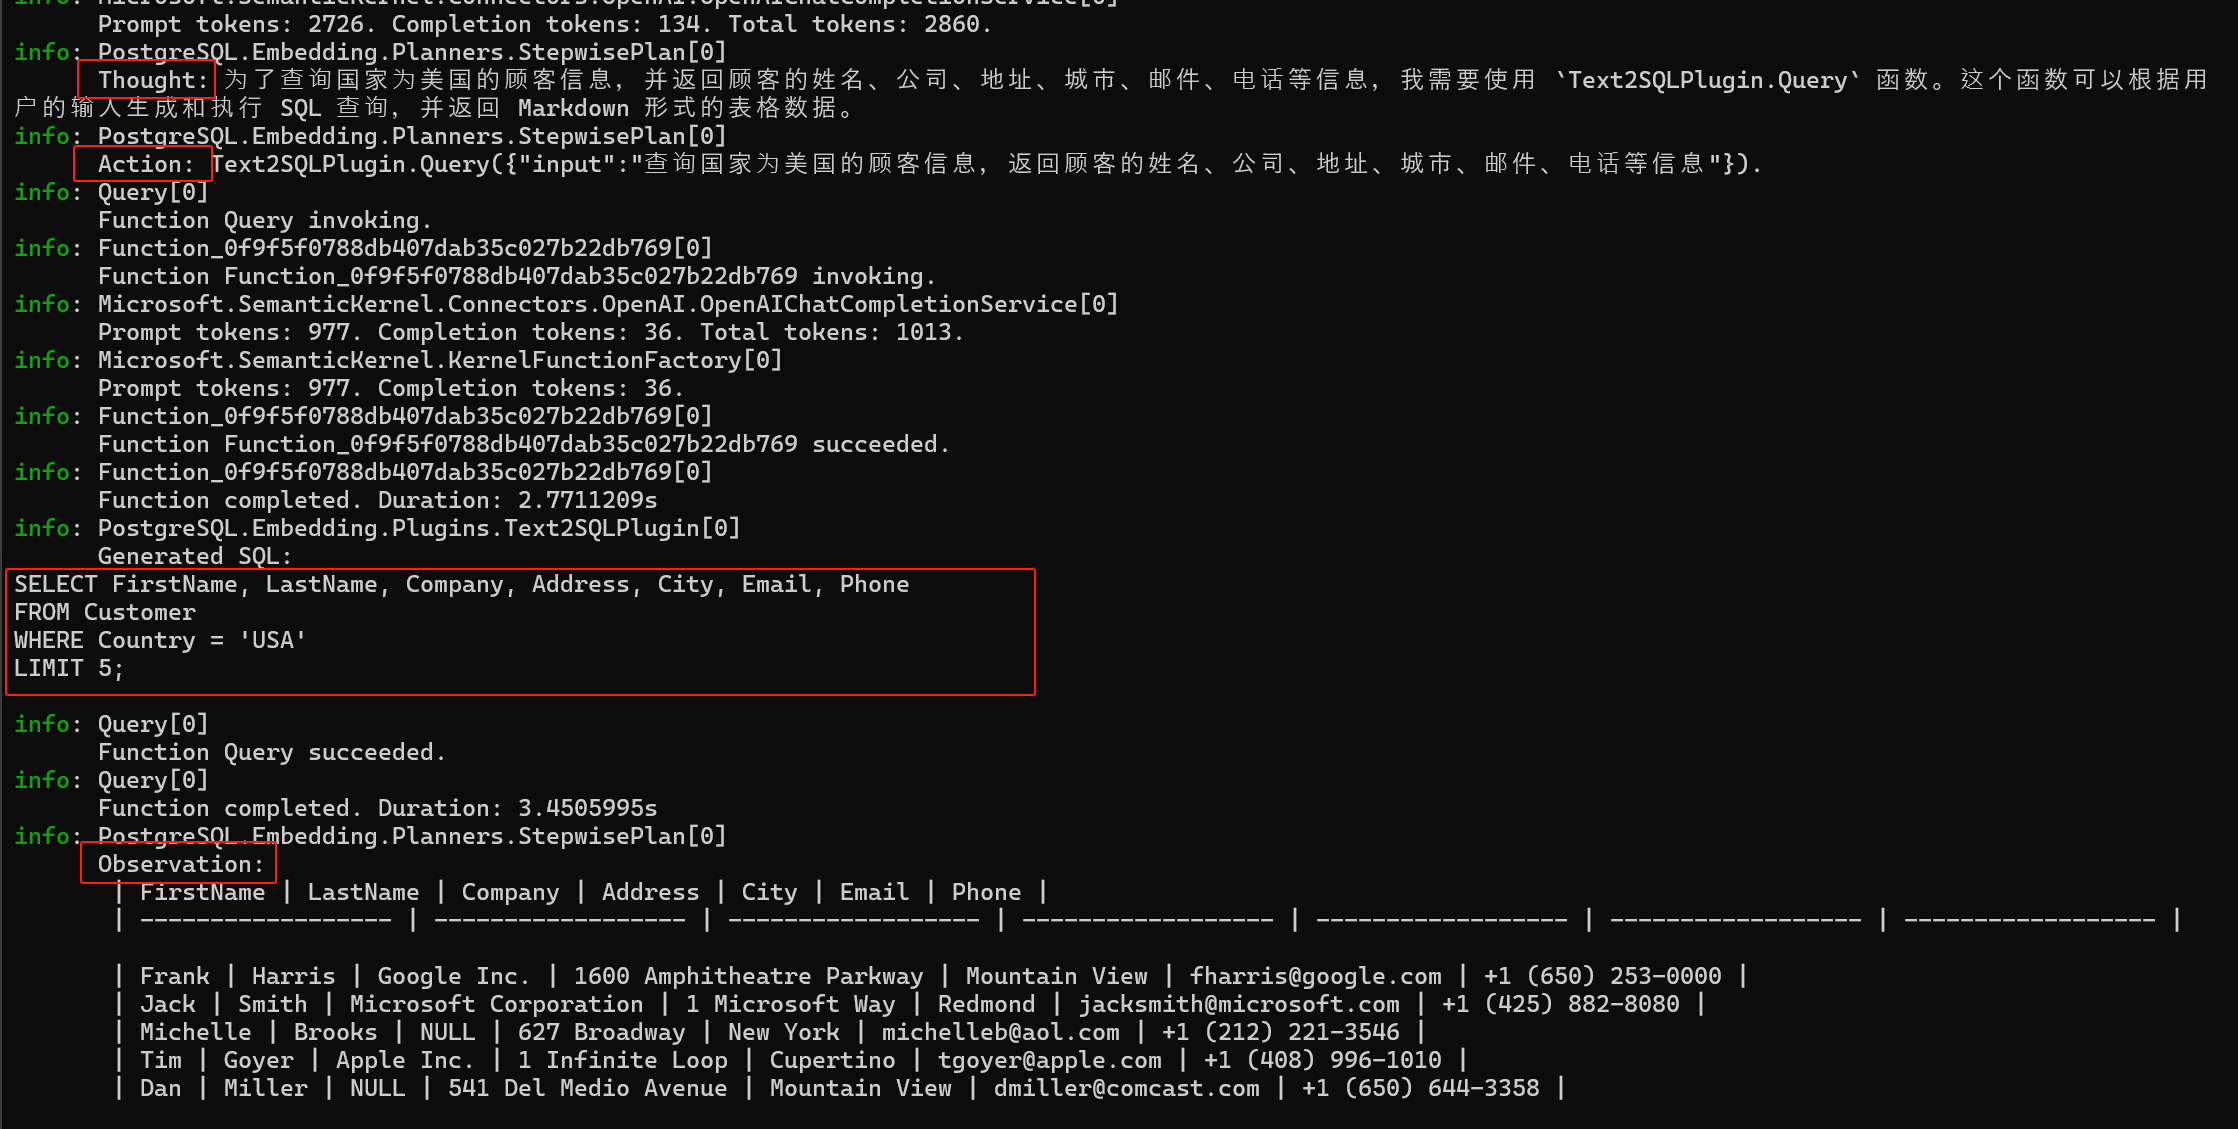 info: Microsoft.SemanticKernel.Connectors.OpenAI.OpenAIChatCompletionService[0]
Prompt tokens: 2726. Completion tokens: 134. Total tokens: 2860.
info: PostgreSQL.Embedding.Planners.StepwisePlan[0]
Thought: 为了查询国家为美国的顾客信息，并返回顾客的姓名、公司、地址、城市、邮件、电话等信息，我需要使用 `Text2SQLPlugin.Query` 函数。这个函数可以根据用
户的输入生成和执行 SQL 查询，并返回 Markdown 形式的表格数据。
info: PostgreSQL.Embedding.Planners.StepwisePlan[0]
Action: Text2SQLPlugin.Query({"input":"查询国家为美国的顾客信息，返回顾客的姓名、公司、地址、城市、邮件、电话等信息"}).
info: Query[0]
Function Query invoking.
info: Function_0f9f5f0788db407dab35c027b22db769[0]
Function Function_0f9f5f0788db407dab35c027b22db769 invoking.
info: Microsoft.SemanticKernel.Connectors.OpenAI.OpenAIChatCompletionService[0]
Prompt tokens: 977. Completion tokens: 36. Total tokens: 1013.
info: Microsoft.SemanticKernel.KernelFunctionFactory[0]
Prompt tokens: 977. Completion tokens: 36.
info: Function_0f9f5f0788db407dab35c027b22db769[0]
Function Function_0f9f5f0788db407dab35c027b22db769 succeeded.
info: Function_0f9f5f0788db407dab35c027b22db769[0]
Function completed. Duration: 2.7711209s
info: PostgreSQL.Embedding.Plugins.Text2SQLPlugin[0]
Generated SQL:
SELECT FirstName, LastName, Company, Address, City, Email, Phone
FROM Customer
WHERE Country = 'USA'
LIMIT 5;
info: Query[0]
Function Query succeeded.
info: Query[0]
Function completed. Duration: 3.4505995s
info: PostgreSQL.Embedding.Planners.StepwisePlan[0]
Observation:
| FirstName | LastName | Company | Address | City | Email | Phone |
| ------------------ | ------------------ | ------------------ | ------------------ | ------------------ | ------------------ | ------------------ |
| Frank | Harris | Google Inc. | 1600 Amphitheatre Parkway | Mountain View | fharris@google.com | +1 (650) 253-0000 |
| Jack | Smith | Microsoft Corporation | 1 Microsoft Way | Redmond | jacksmith@microsoft.com | +1 (425) 882-8080 |
| Michelle | Brooks | NULL | 627 Broadway | New York | michelleb@aol.com | +1 (212) 221-3546 |
| Tim | Goyer | Apple Inc. | 1 Infinite Loop | Cupertino | tgoyer@apple.com | +1 (408) 996-1010 |
| Dan | Miller | NULL | 541 Del Medio Avenue | Mountain View | dmiller@comcast.com | +1 (650) 644-3358 |